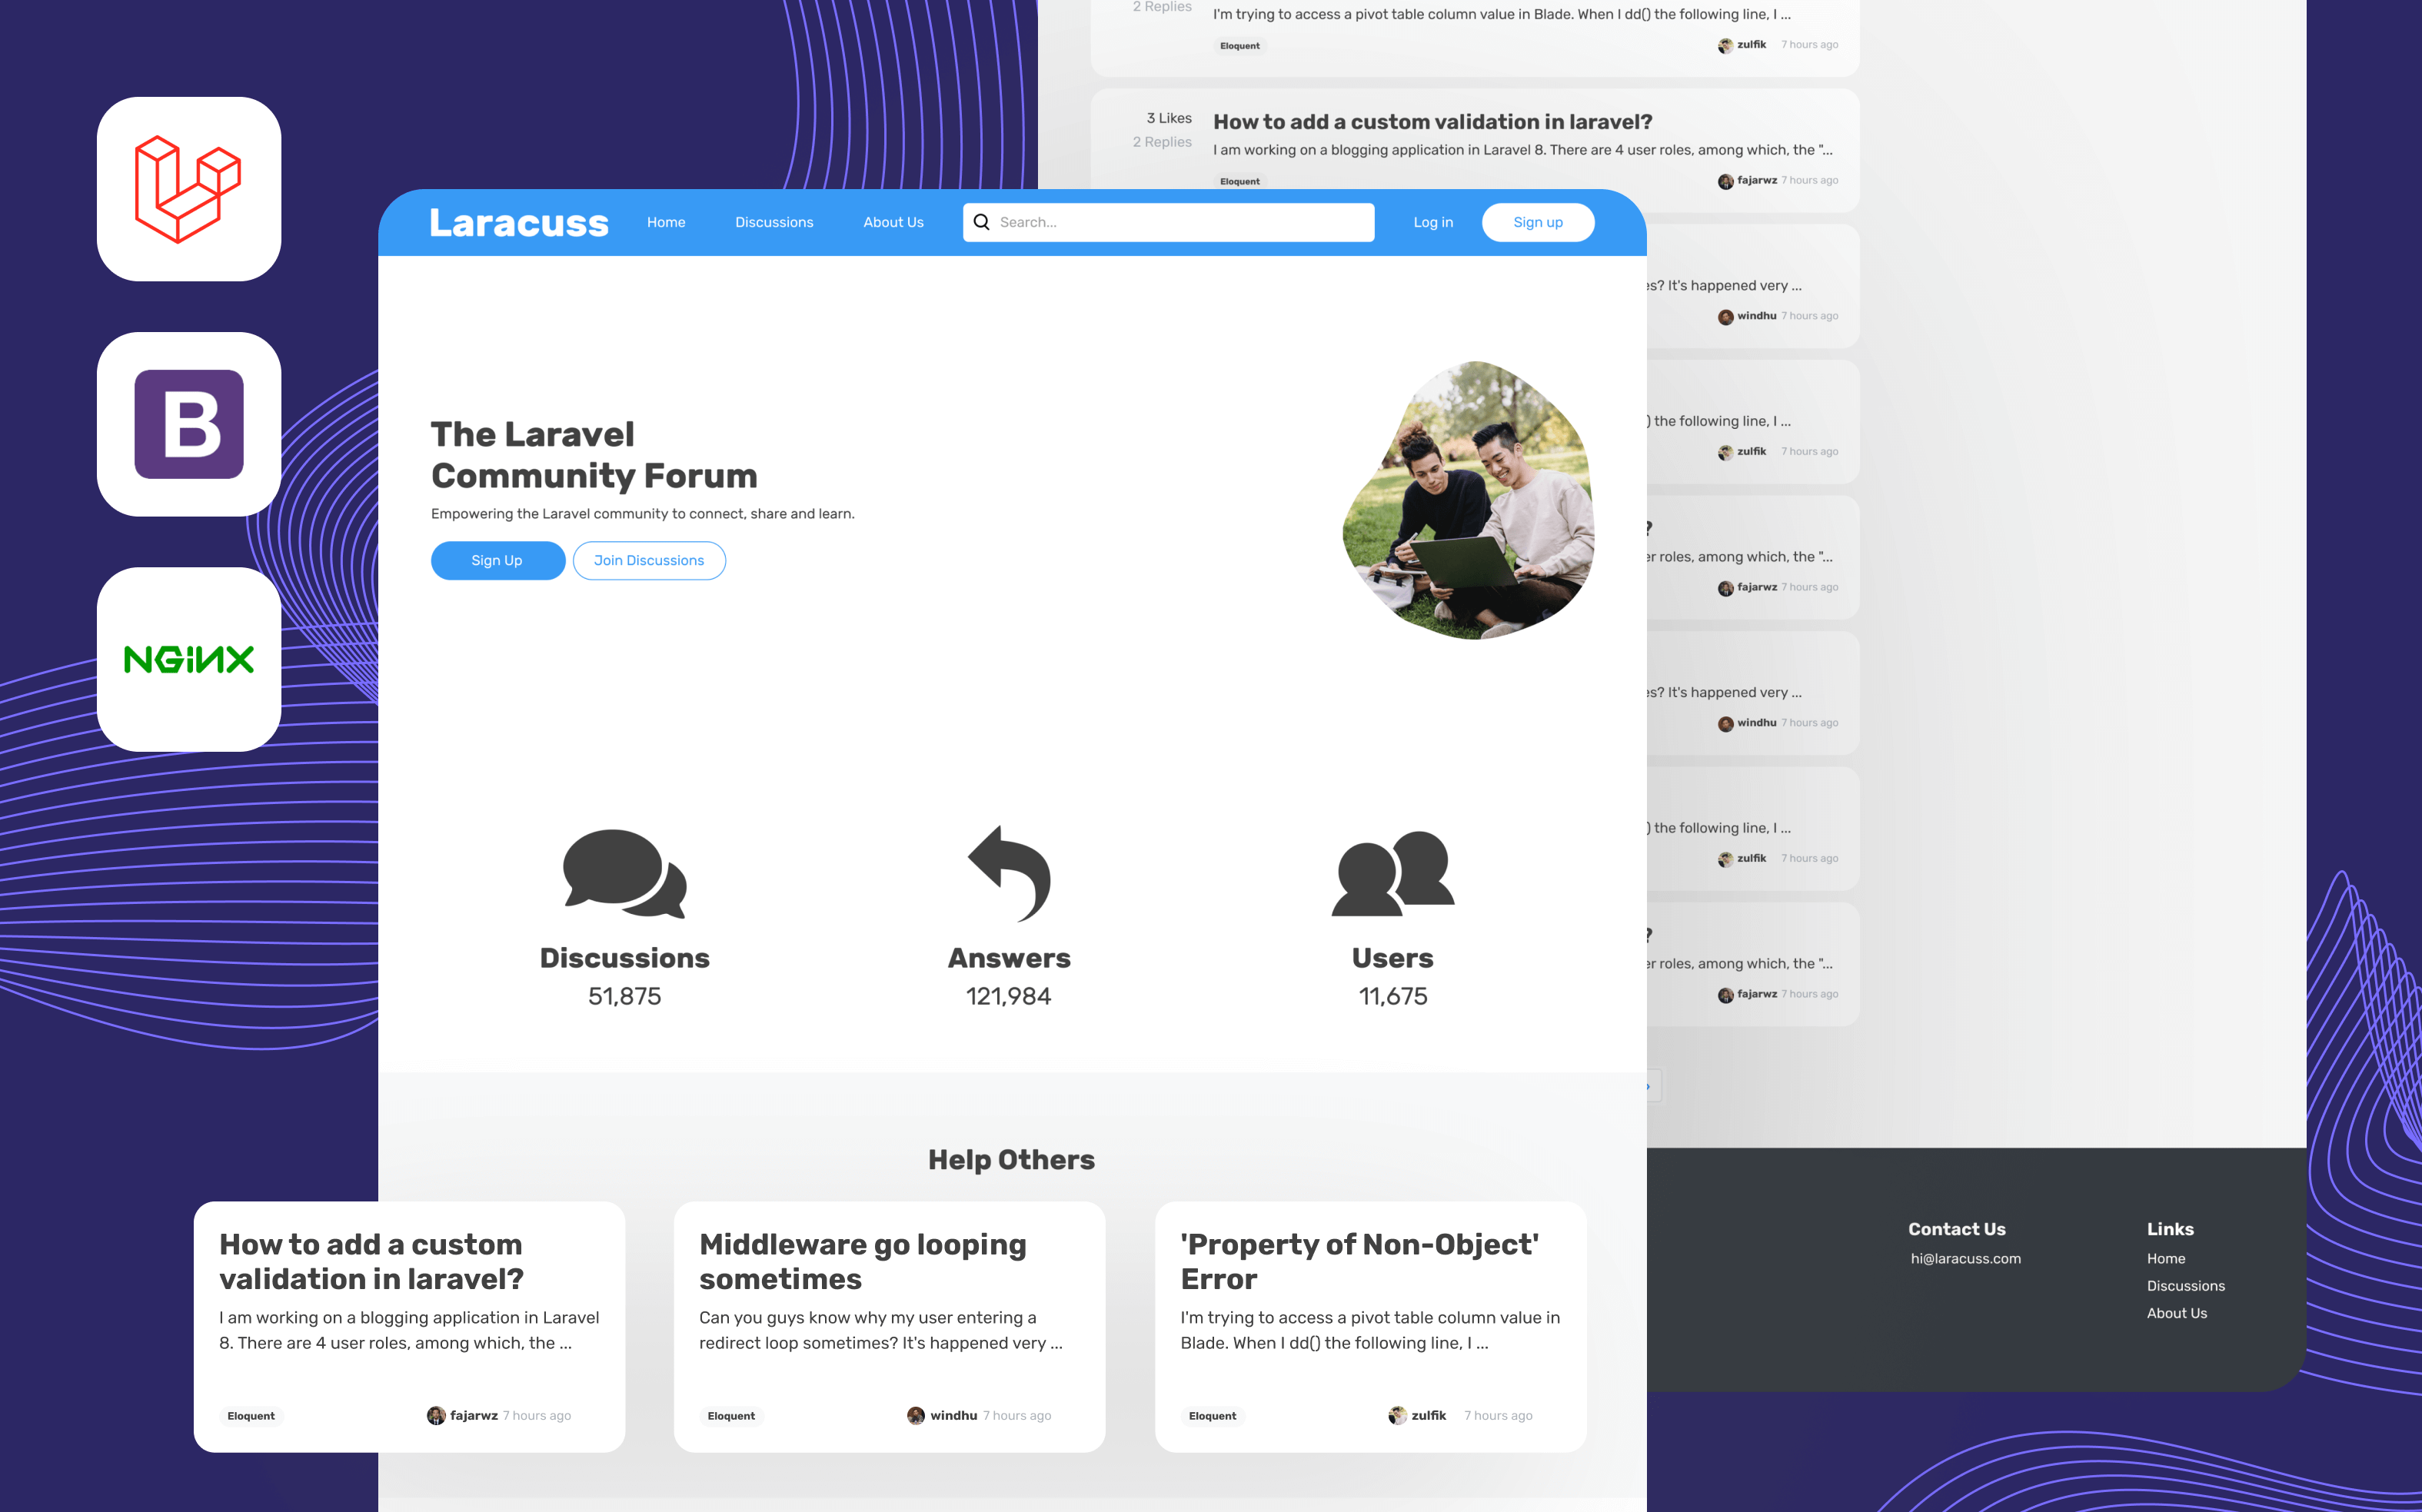 2 Replies
I'm trying to access a pivot table column value in Blade. When I dd() the following line, I ...
Eloquent
zulfik 7 hours ago
3 Likes
How to add a custom validation in laravel?
2 Replies
I am working on a blogging application in Laravel 8. There are 4 user roles, among which, the "...
Eloquent
fajarwz 7 hours ago
Laracuss
Home
Discussions
About Us
Search...
Log in
Sign up
es? It's happened very ...
windhu 7 hours ago
) the following line, I ...
zulfik 7 hours ago
?
er roles, among which, the "...
fajarwz 7 hours ago
es? It's happened very ...
windhu 7 hours ago
) the following line, I ...
zulfik 7 hours ago
?
er roles, among which, the "...
fajarwz 7 hours ago
B
NGINX
The Laravel
Community Forum
Empowering the Laravel community to connect, share and learn.
Sign Up
Join Discussions
Discussions
51,875
Answers
121,984
Users
11,675
Help Others
How to add a custom
validation in laravel?
I am working on a blogging application in Laravel
8. There are 4 user roles, among which, the ...
Eloquent
fajarwz 7 hours ago
Middleware go looping
sometimes
Can you guys know why my user entering a
redirect loop sometimes? It's happened very ...
Eloquent
windhu 7 hours ago
'Property of Non-Object'
Error
I'm trying to access a pivot table column value in
Blade. When I dd() the following line, I ...
Eloquent
zulfik 7 hours ago
Contact Us
hi@laracuss.com
Links
Home
Discussions
About Us